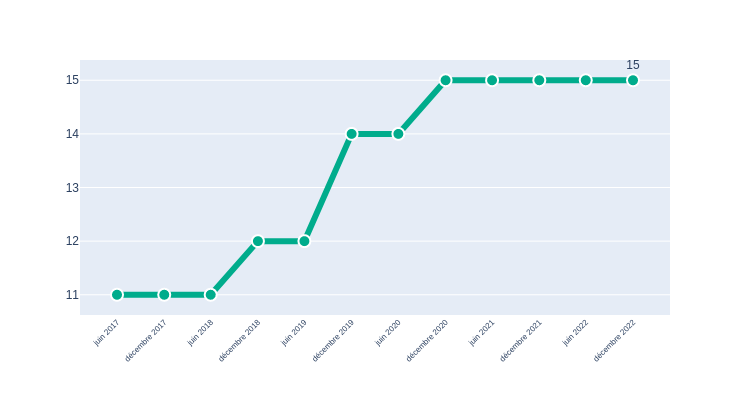 15
15
14
13
12
11
juin 2017
décembre 2017
juin 2018
décembre 2018
juin 2019
décembre 2019
juin 2020
décembre 2020
juin 2021
décembre 2021
juin 2022
décembre 2022